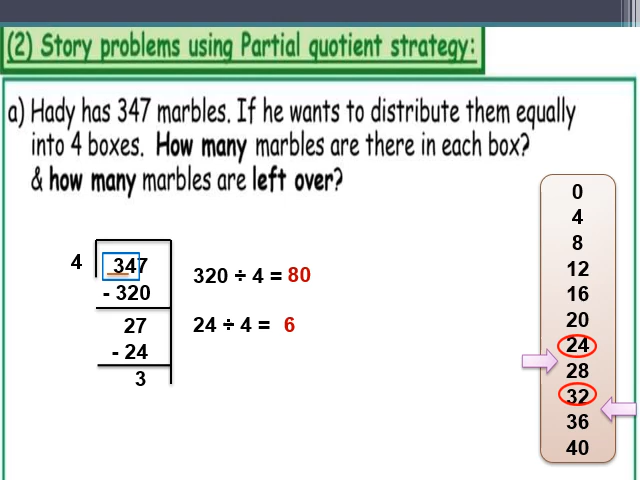 (2) Story problems using Partial quotient strategy:
a) Hady has 347 marbles. If he wants to distribute them equally
into 4 boxes. How many marbles are there in each box?
& how many marbles are left over?
4 347
- 320
27
- 24
3
320 ÷ 4 = 80
24 ÷ 4 = 6
0
4
8
12
16
20
24
28
32
36
40